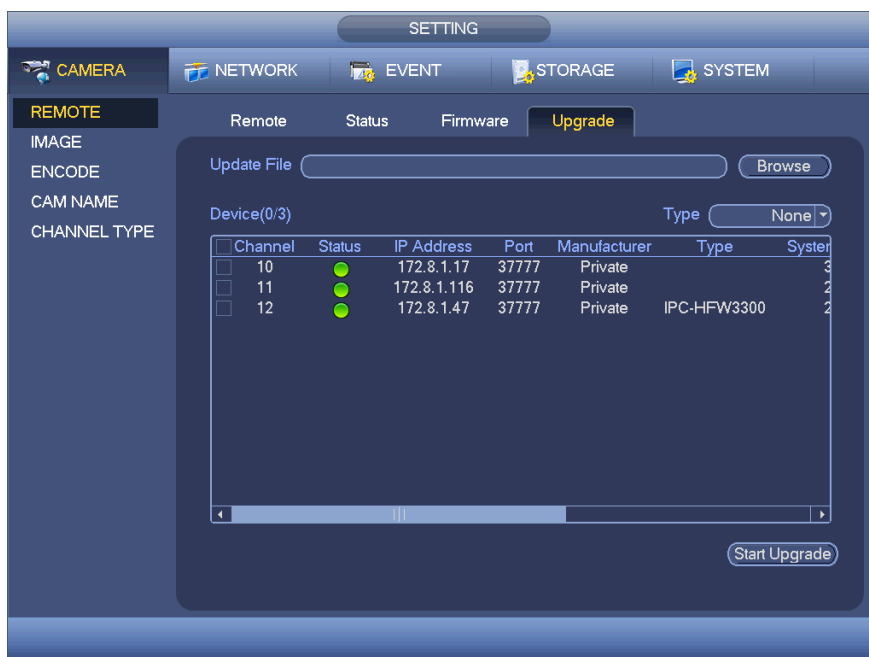 SETTING
CAMERA NETWORK EVENT STORAGE SYSTEM
REMOTE
IMAGE
ENCODE
CAM NAME
CHANNEL TYPE
Remote Status Firmware Upgrade
Update File Browse
Device(0/3) Type None
Channel Status IP Address Port Manufacturer Type
10 172.8.1.17 37777 Private 3
11 172.8.1.116 37777 Private 2
12 172.8.1.47 37777 Private IPC-HFW3300 2
Start Upgrade